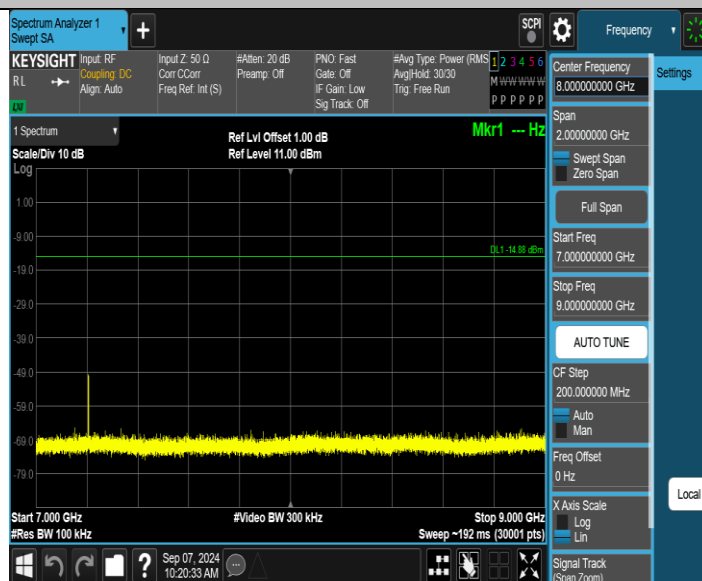 Spectrum Analyzer 1
Swept SA
+
SCPI
Frequency
KEYSIGHT
RL
Input: RF
Coupling: DC
Align: Auto
Input Z: 50 Ω
Corr CCorr
Freq Ref: Int (S)
#Atten: 20 dB
Preamp: Off
PNO: Fast
Gate: Off
IF Gain: Low
Sig Track: Off
#Avg Type: Power (RMS
Avg|Hold: 30/30
Trig: Free Run
1 2 3 4 5 6
M W W W W W
P P P P P P
1 Spectrum
Scale/Div 10 dB
Log
Ref Lvl Offset 1.00 dB
Ref Level 11.00 dBm
Mkr1 --- Hz
1.00
-9.00
DL1 -14.88 dBm
-19.0
-29.0
-39.0
-49.0
-59.0
-69.0
-79.0
Start 7.000 GHz
#Res BW 100 kHz
#Video BW 300 kHz
Stop 9.000 GHz
Sweep ~192 ms (30001 pts)
?
Sep 07, 2024
10:20:33 AM
Center Frequency
8.000000000 GHz
Settings
Span
2.00000000 GHz
Swept Span
Zero Span
Full Span
Start Freq
7.000000000 GHz
Stop Freq
9.000000000 GHz
AUTO TUNE
CF Step
200.000000 MHz
Auto
Man
Freq Offset
0 Hz
Local
X Axis Scale
Log
Lin
Signal Track
(Span Zoom)